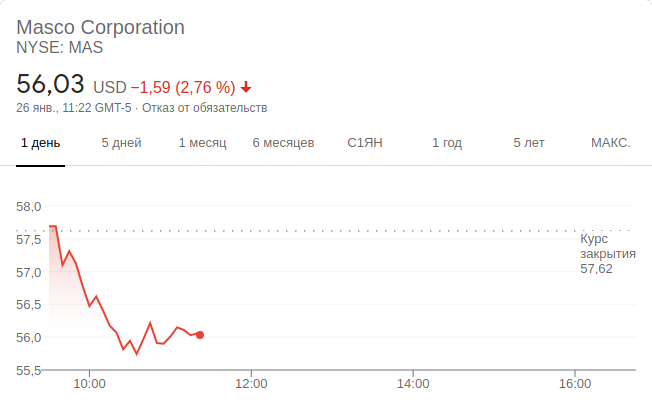 Masco Corporation
NYSE: MAS
56,03 USD −1,59 (2,76 %)
26 янв., 11:22 GMT-5 · Отказ от обязательств
1 день 5 дней 1 месяц 6 месяцев С1ЯН 1 год 5 лет МАКС.
58,0
57,5
57,0
56,5
56,0
55,5
Курс
закрытия
57,62
10:00 12:00 14:00 16:00